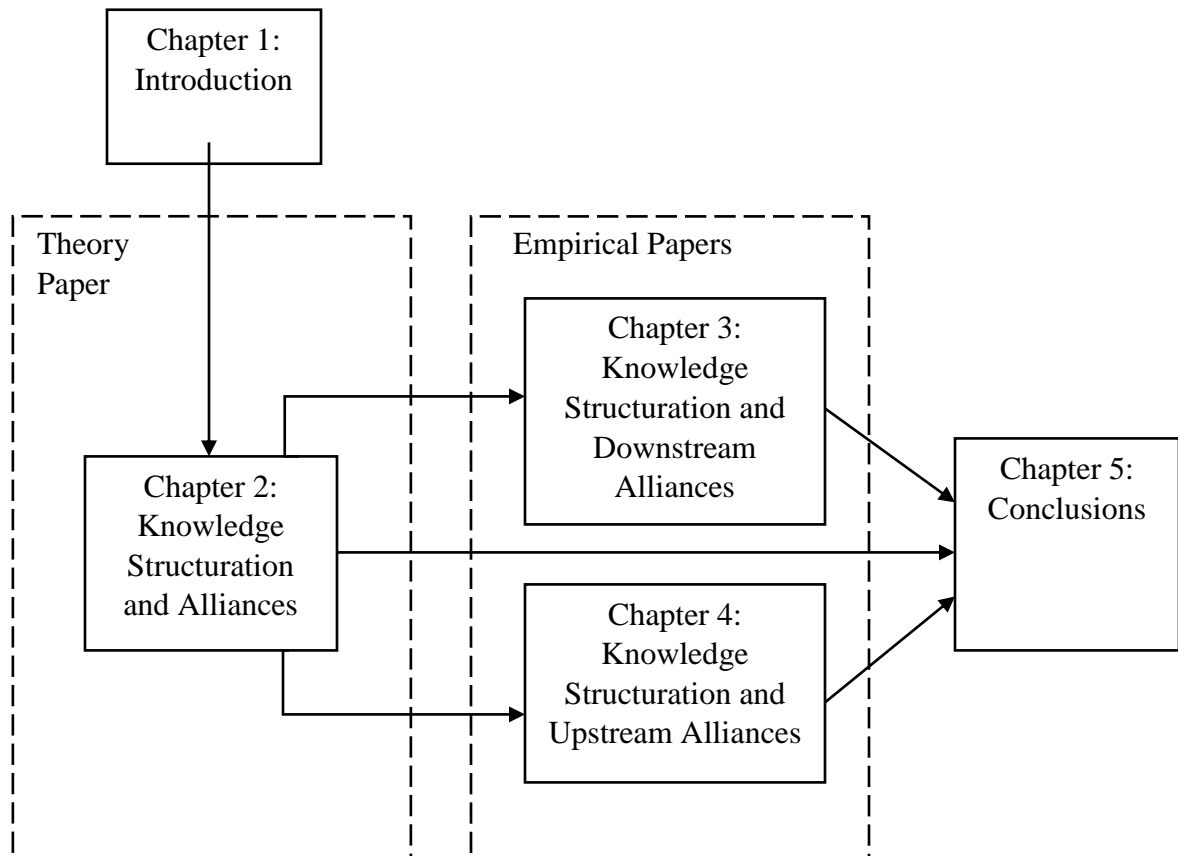 Chapter 1:
Introduction
Theory
Paper
Empirical Papers
Chapter 2:
Knowledge
Structuration
and Alliances
Chapter 3:
Knowledge
Structuration and
Downstream
Alliances
Chapter 4:
Knowledge
Structuration and
Upstream Alliances
Chapter 5:
Conclusions